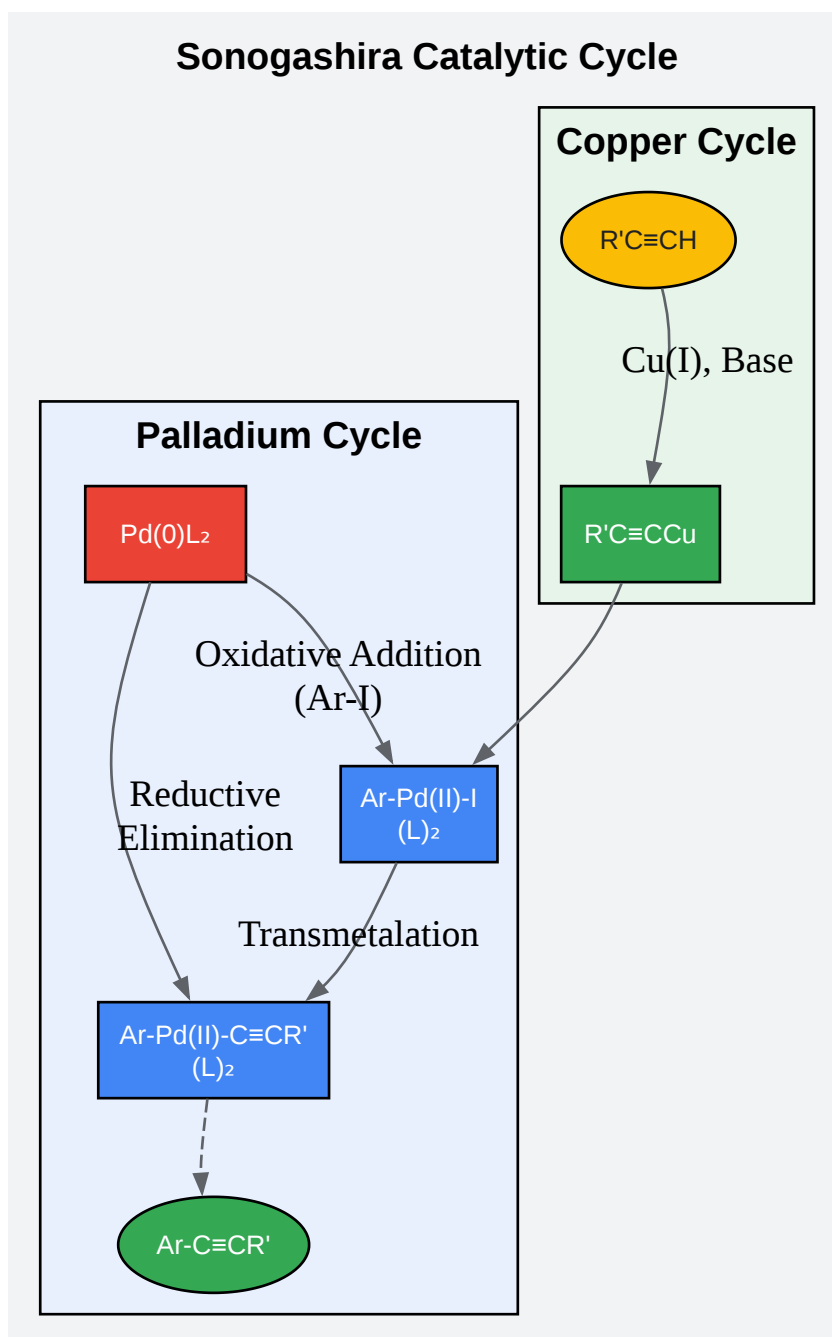 Sonogashira Catalytic Cycle
Copper Cycle
R'C≡CH
Cu(I), Base
R'C≡CCu
Palladium Cycle
Pd(0)L₂
Oxidative Addition
(Ar-I)
Ar-Pd(II)-I
(L)₂
Reductive
Elimination
Transmetalation
Ar-Pd(II)-C≡CR'
(L)₂
Ar-C≡CR'